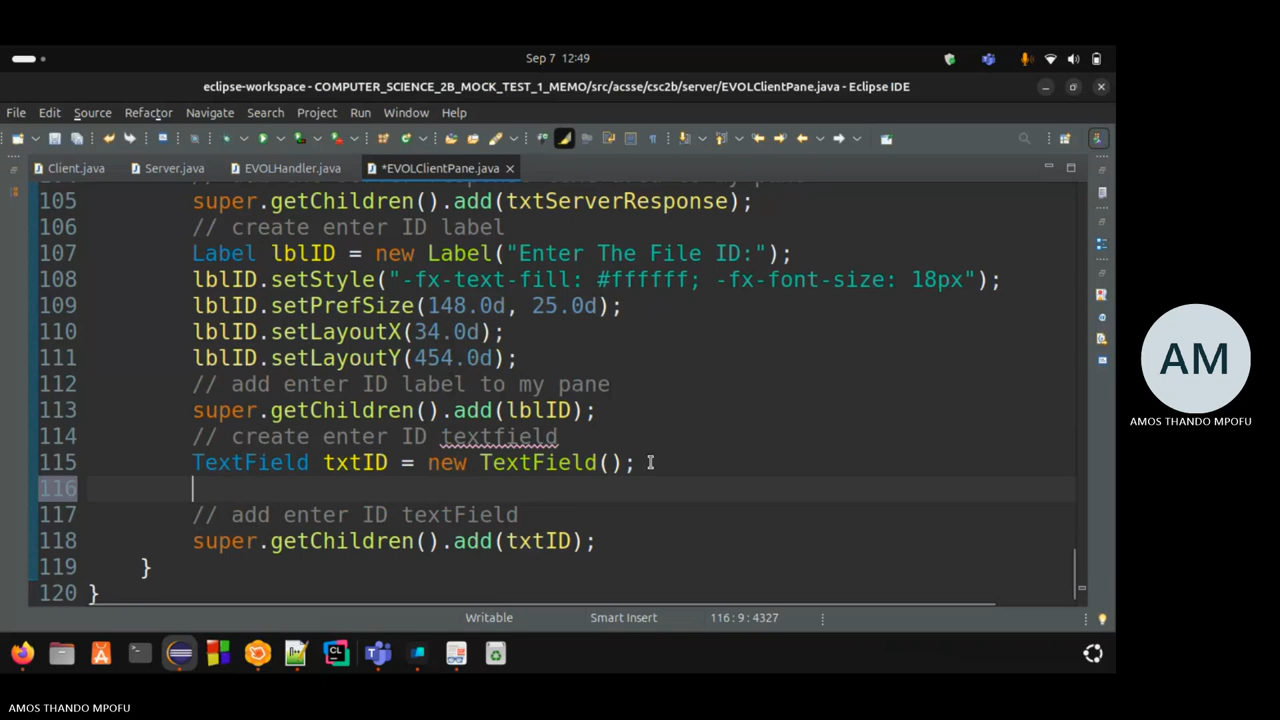 Sep 7 12:49
eclipse-workspace - COMPUTER_SCIENCE_2B_MOCK_TEST_1_MEMO/src/acsse/csc2b/server/EVOLClientPane.java - Eclipse IDE
File Edit Source Refactor Navigate Search Project Run Window Help
Client.java Server.java EVOLHandler.java *EVOLClientPane.java
105 super.getChildren().add(txtServerResponse);
106 // create enter ID label
107 Label lblID = new Label("Enter The File ID:");
108 lblID.setStyle("-fx-text-fill: #ffffff; -fx-font-size: 18px");
109 lblID.setPrefSize(148.0d, 25.0d);
110 lblID.setLayoutX(34.0d);
111 lblID.setLayoutY(454.0d);
112 // add enter ID label to my pane
113 super.getChildren().add(lblID);
114 // create enter ID textfield
115 TextField txtID = new TextField();
116
117 // add enter ID textField
118 super.getChildren().add(txtID);
119 }
120 }
Writable Smart Insert 116 : 9 : 4327
AM
AMOS THANDO MPOFU
CL
AMOS THANDO MPOFU